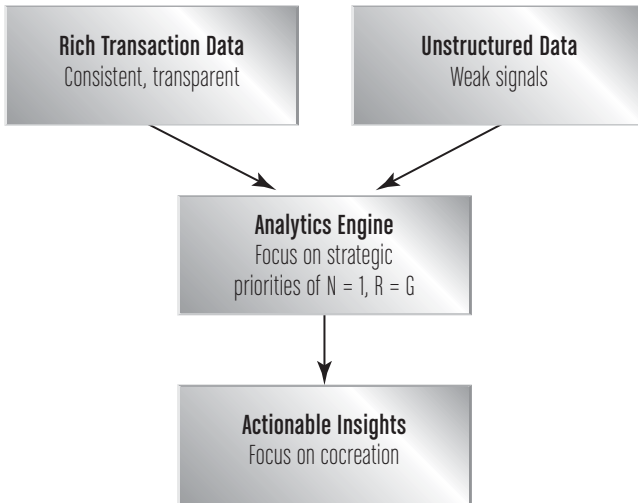 Rich Transaction Data
Consistent, transparent
Unstructured Data
Weak signals
Analytics Engine
Focus on strategic
priorities of N = 1, R = G
Actionable Insights
Focus on cocreation